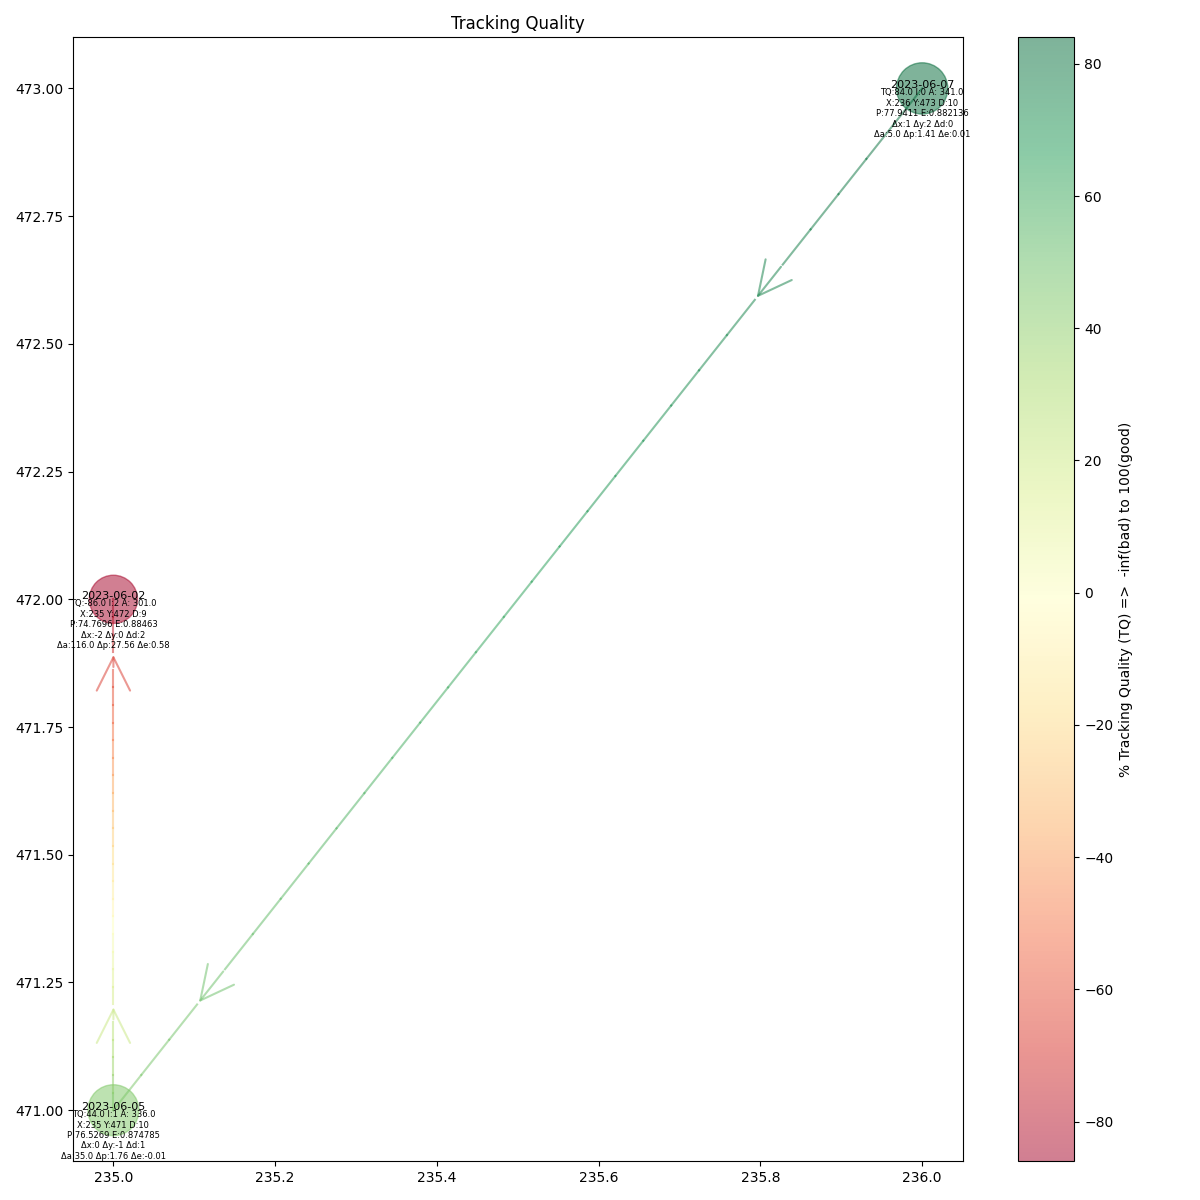 Tracking Quality
473.00
472.75
472.50
472.25
472.00
471.75
471.50
471.25
471.00
2023-06-07
TQ:84.0 I:0 A: 341.0
X:236 Y:473 D:10
P:77.9411 E:0.882136
Δx:1 Δy:2 Δd:0
Δa:5.0 Δp:1.41 Δe:0.01
2023-06-02
TQ:-86.0 I:2 A: 301.0
X:235 Y:472 D:9
P:74.7696 E:0.88463
Δx:-2 Δy:0 Δd:2
Δa:116.0 Δp:27.56 Δe:0.58
2023-06-05
TQ:44.0 I:1 A: 336.0
X:235 Y:471 D:10
P:76.5269 E:0.874785
Δx:0 Δy:-1 Δd:1
Δa:35.0 Δp:1.76 Δe:-0.01
235.0
235.2
235.4
235.6
235.8
236.0
80
60
40
20
0
−20
−40
−60
−80
% Tracking Quality (TQ) => -inf(bad) to 100(good)